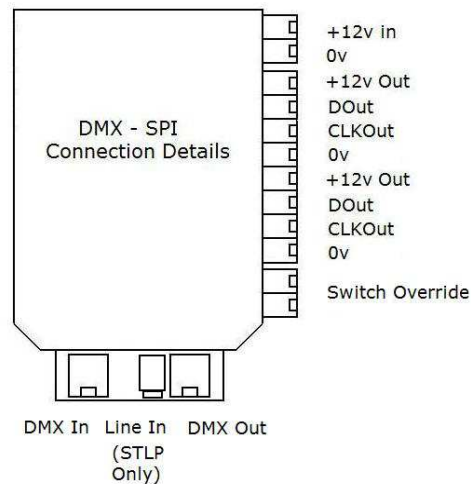 +12v in
0v
+12v Out
DOut
CLKOut
0v
+12v Out
DOut
CLKOut
0v
Switch Override
DMX - SPI
Connection Details
DMX In
Line In
(STLP
Only)
DMX Out